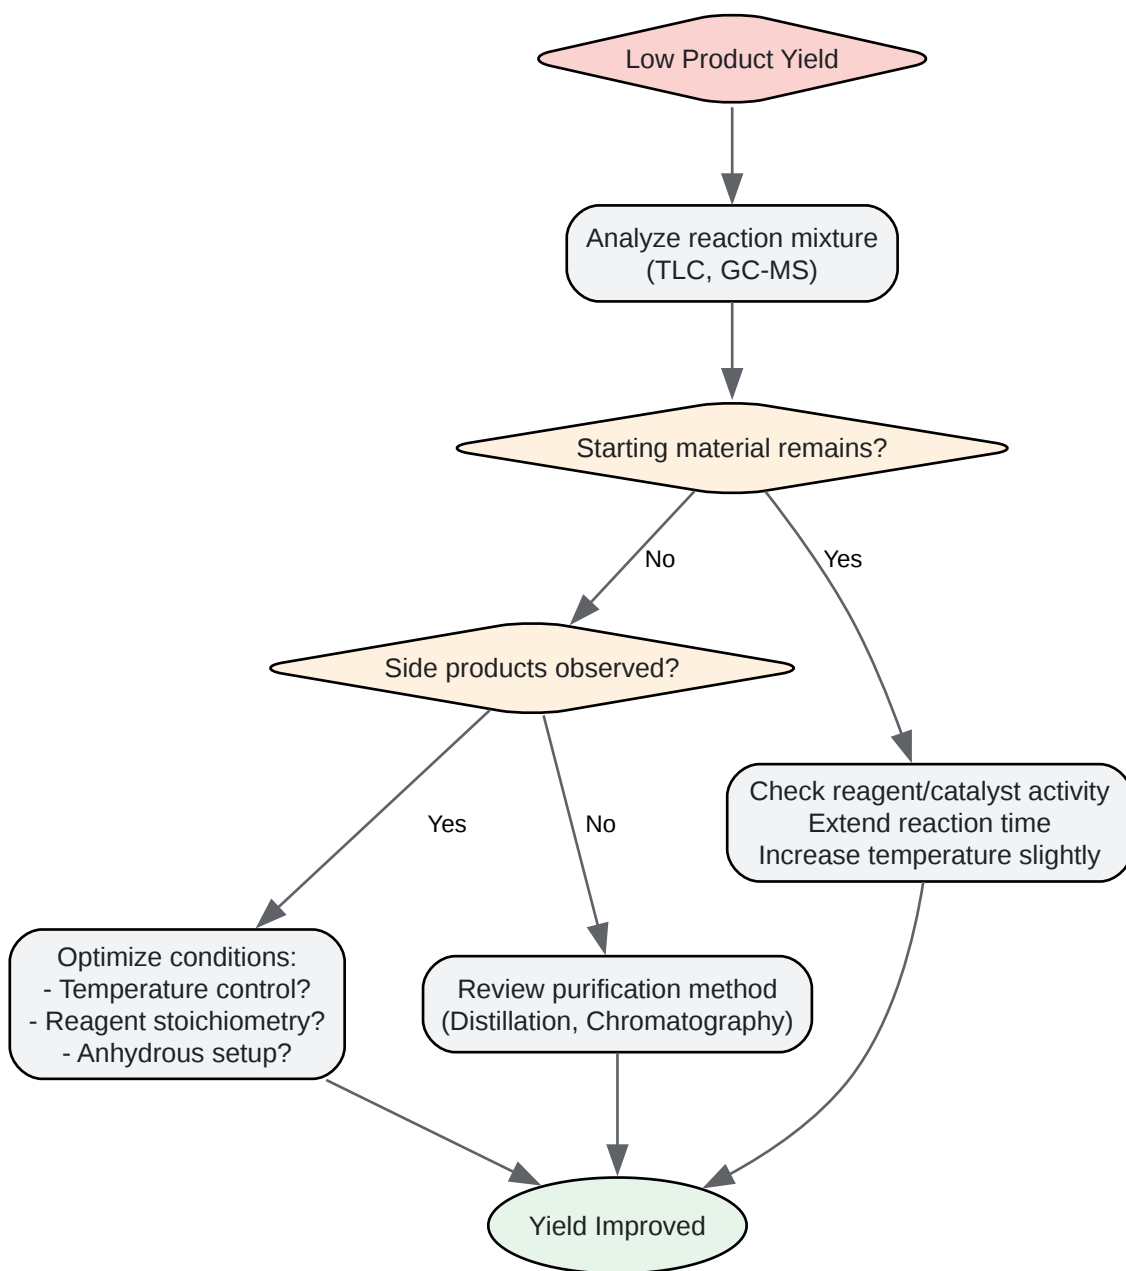 Low Product Yield
Analyze reaction mixture
(TLC, GC-MS)
Starting material remains?
No
Yes
Side products observed?
Check reagent/catalyst activity
Extend reaction time
Increase temperature slightly
Yes
No
Optimize conditions:
- Temperature control?
- Reagent stoichiometry?
- Anhydrous setup?
Review purification method
(Distillation, Chromatography)
Yield Improved